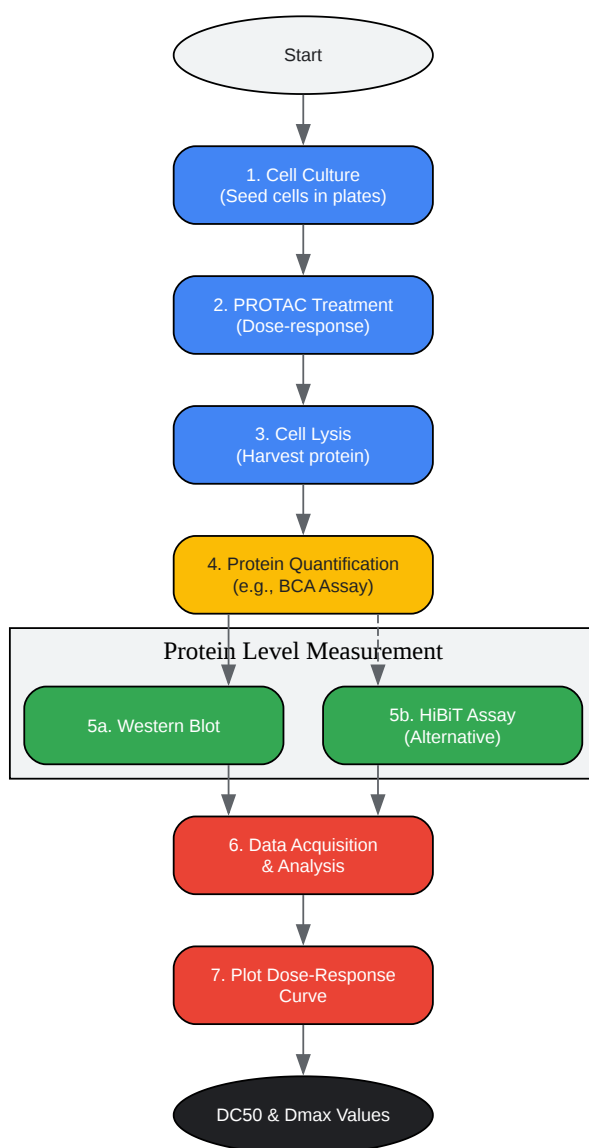 Start
1. Cell Culture
(Seed cells in plates)
2. PROTAC Treatment
(Dose-response)
3. Cell Lysis
(Harvest protein)
4. Protein Quantification
(e.g., BCA Assay)
Protein Level Measurement
5a. Western Blot
5b. HiBiT Assay
(Alternative)
6. Data Acquisition
& Analysis
7. Plot Dose-Response
Curve
DC50 & Dmax Values